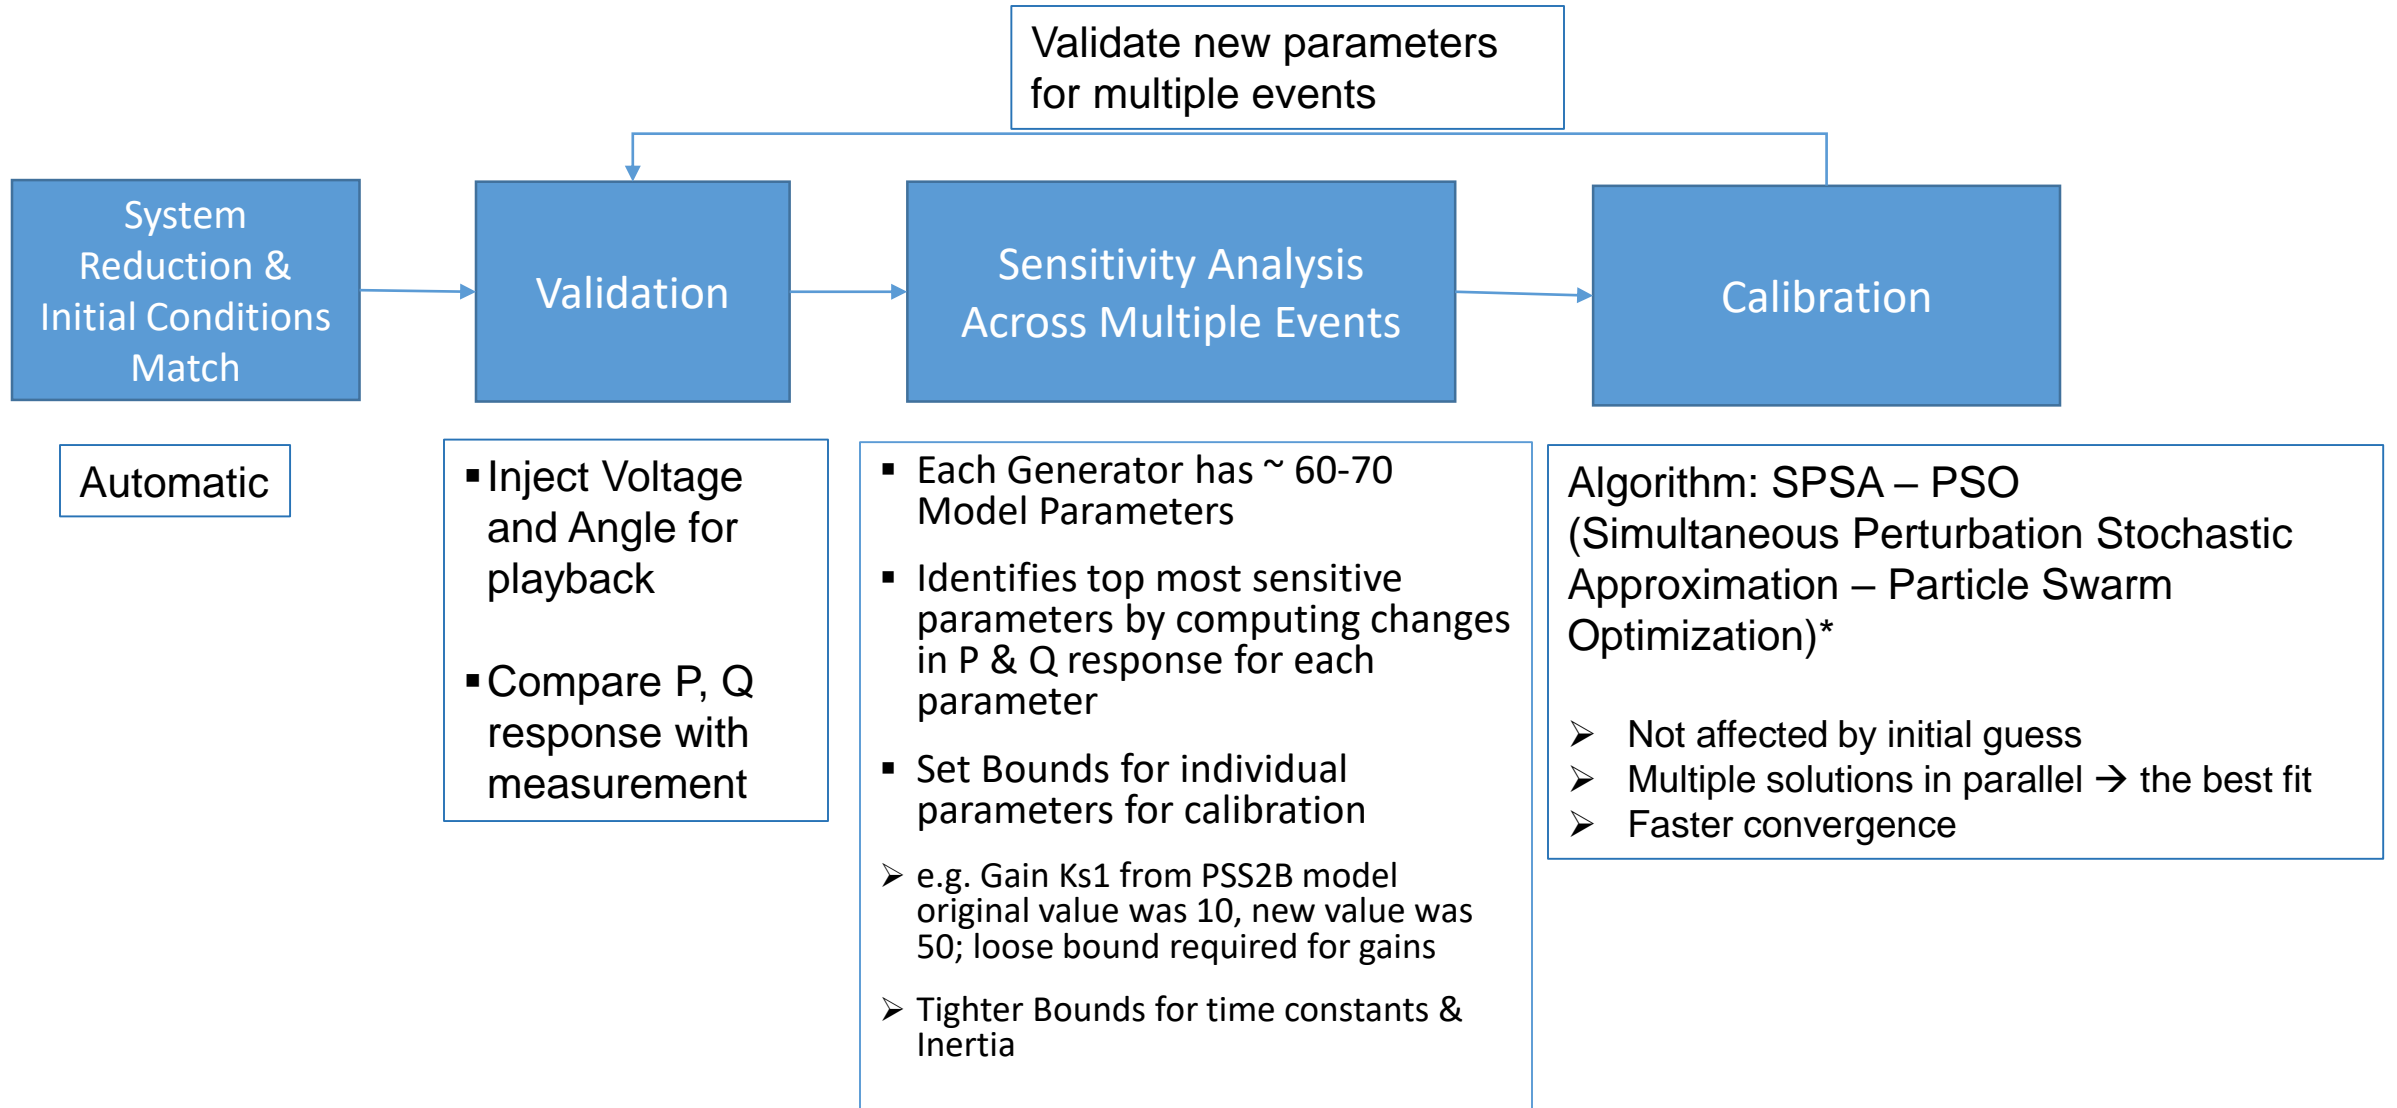 Validate new parameters
for multiple events
System
Reduction &
Initial Conditions
Match
Validation
Sensitivity Analysis
Across Multiple Events
Calibration
Automatic
▪Inject Voltage
and Angle for
playback
▪Compare P, Q
response with
measurement
▪ Each Generator has ~ 60-70
Model Parameters
▪ Identifies top most sensitive
parameters by computing changes
in P & Q response for each
parameter
▪ Set Bounds for individual
parameters for calibration
➢ e.g. Gain Ks1 from PSS2B model
original value was 10, new value was
50; loose bound required for gains
➢ Tighter Bounds for time constants &
Inertia
Algorithm: SPSA – PSO
(Simultaneous Perturbation Stochastic
Approximation – Particle Swarm
Optimization)*
➢ Not affected by initial guess
➢ Multiple solutions in parallel → the best fit
➢ Faster convergence